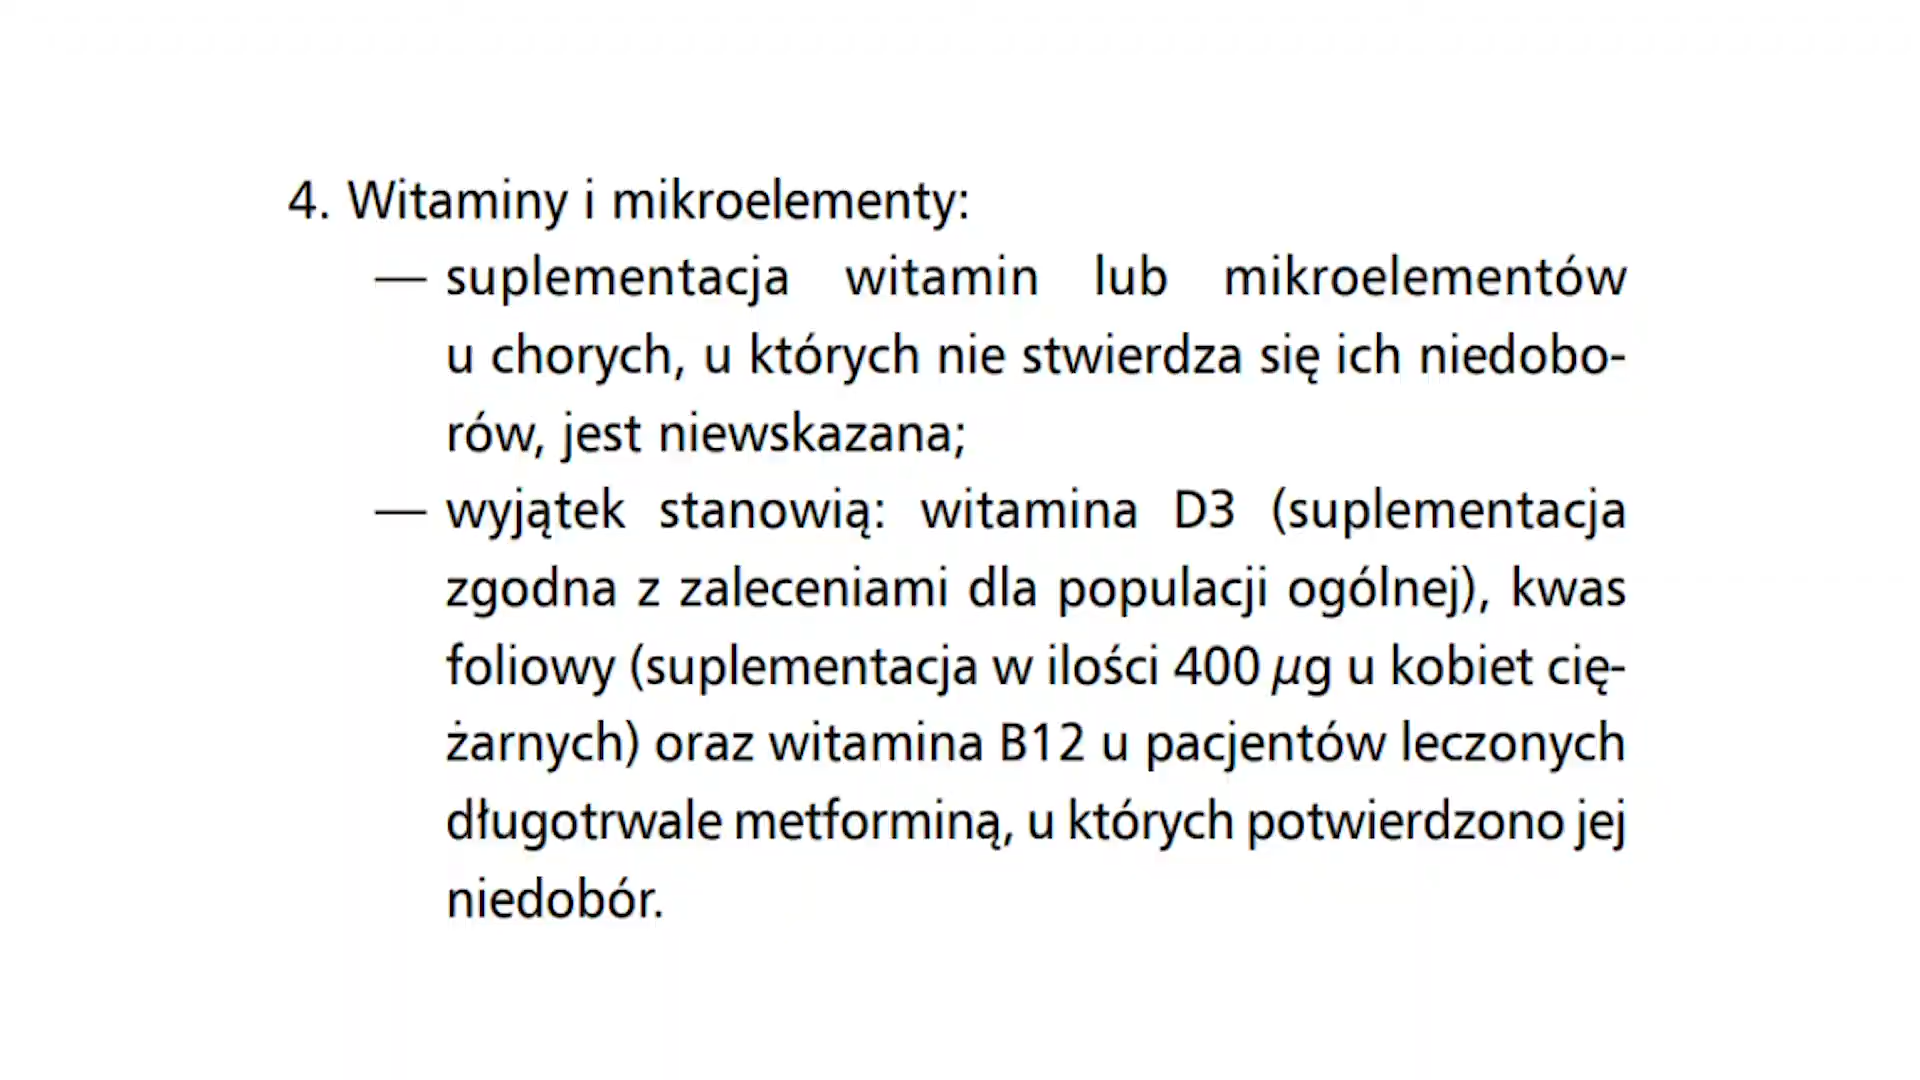 4. Witaminy i mikroelementy:
— suplementacja witamin lub mikroelementów
u chorych, u których nie stwierdza się ich niedobo-
rów, jest niewskazana;
— wyjątek stanowią: witamina D3 (suplementacja
zgodna z zaleceniami dla populacji ogólnej), kwas
foliowy (suplementacja w ilości 400 µg u kobiet cię-
żarnych) oraz witamina B12 u pacjentów leczonych
długotrwale metforminą, u których potwierdzono jej
niedobór.